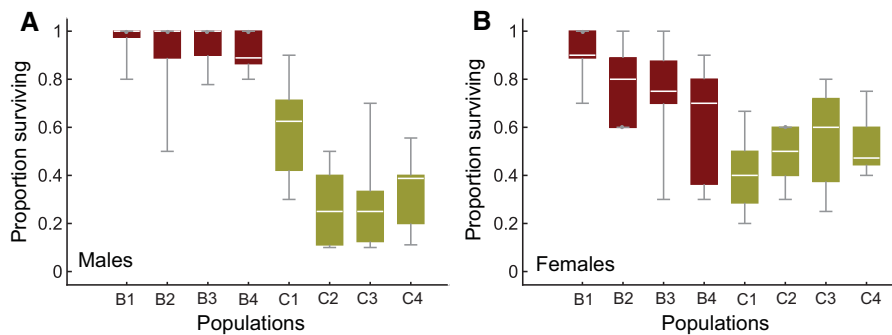 A
Proportion surviving
1
0.8
0.6
0.4
0.2
0
Males
B1 B2 B3 B4 C1 C2 C3 C4
Populations
B
Proportion surviving
1
0.8
0.6
0.4
0.2
0
Females
B1 B2 B3 B4 C1 C2 C3 C4
Populations